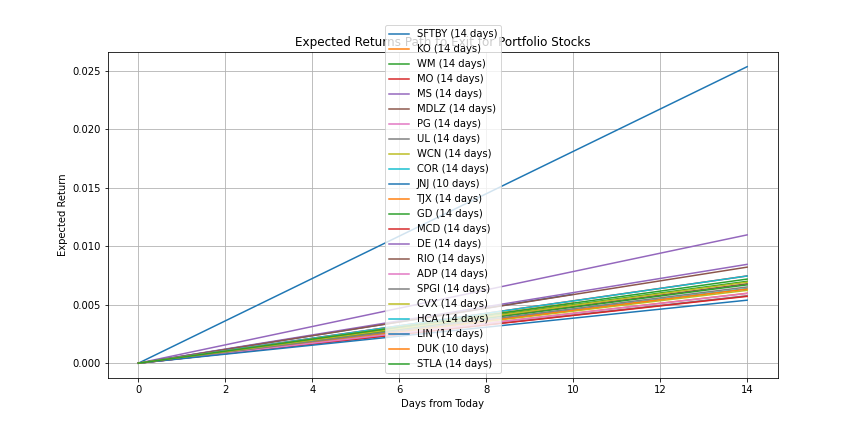 Expected Returns Path to Exit for Portfolio Stocks
SFTBY (14 days)
KO (14 days)
WM (14 days)
MO (14 days)
MS (14 days)
MDLZ (14 days)
PG (14 days)
UL (14 days)
WCN (14 days)
COR (14 days)
JNJ (10 days)
TJX (14 days)
GD (14 days)
MCD (14 days)
DE (14 days)
RIO (14 days)
ADP (14 days)
SPGI (14 days)
CVX (14 days)
HCA (14 days)
LIN (14 days)
DUK (10 days)
STLA (14 days)
Expected Return
0.025
0.020
0.015
0.010
0.005
0.000
0 2 4 6 8 10 12 14
Days from Today